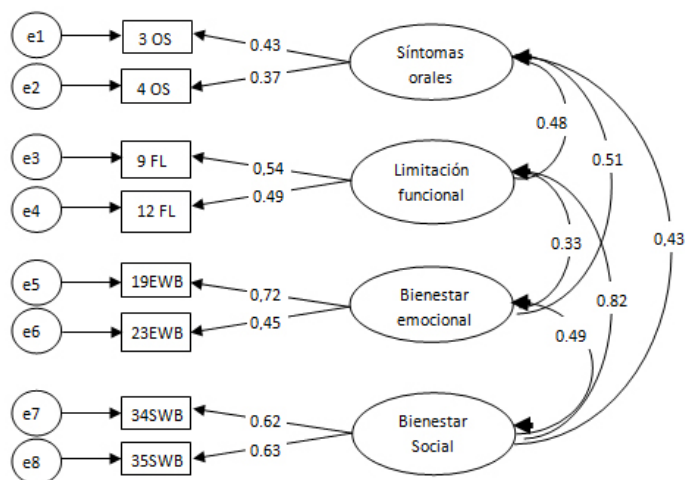 e1
3 OS
0.43
Síntomas
orales
e2
4 OS
0.37
0.48
e3
9 FL
0,54
Limitación
funcional
0.51
e4
12 FL
0.49
0.33
0,43
e5
19EWB
0,72
Bienestar
emocional
0.82
e6
23EWB
0.45
0.49
e7
34SWB
0.62
Bienestar
Social
e8
35SWB
0.63